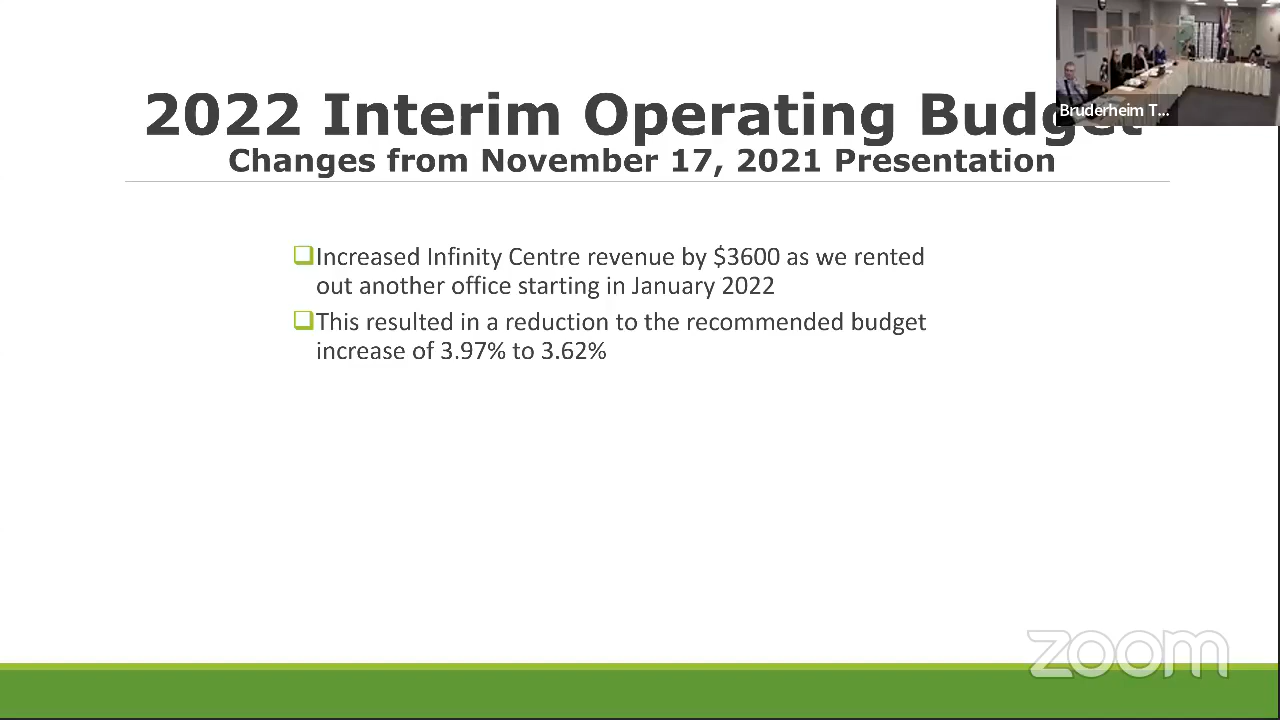 2022 Interim Operating Budget
Changes from November 17, 2021 Presentation
Bruderheim T...
Increased Infinity Centre revenue by $3600 as we rented
out another office starting in January 2022
This resulted in a reduction to the recommended budget
increase of 3.97% to 3.62%
zoom